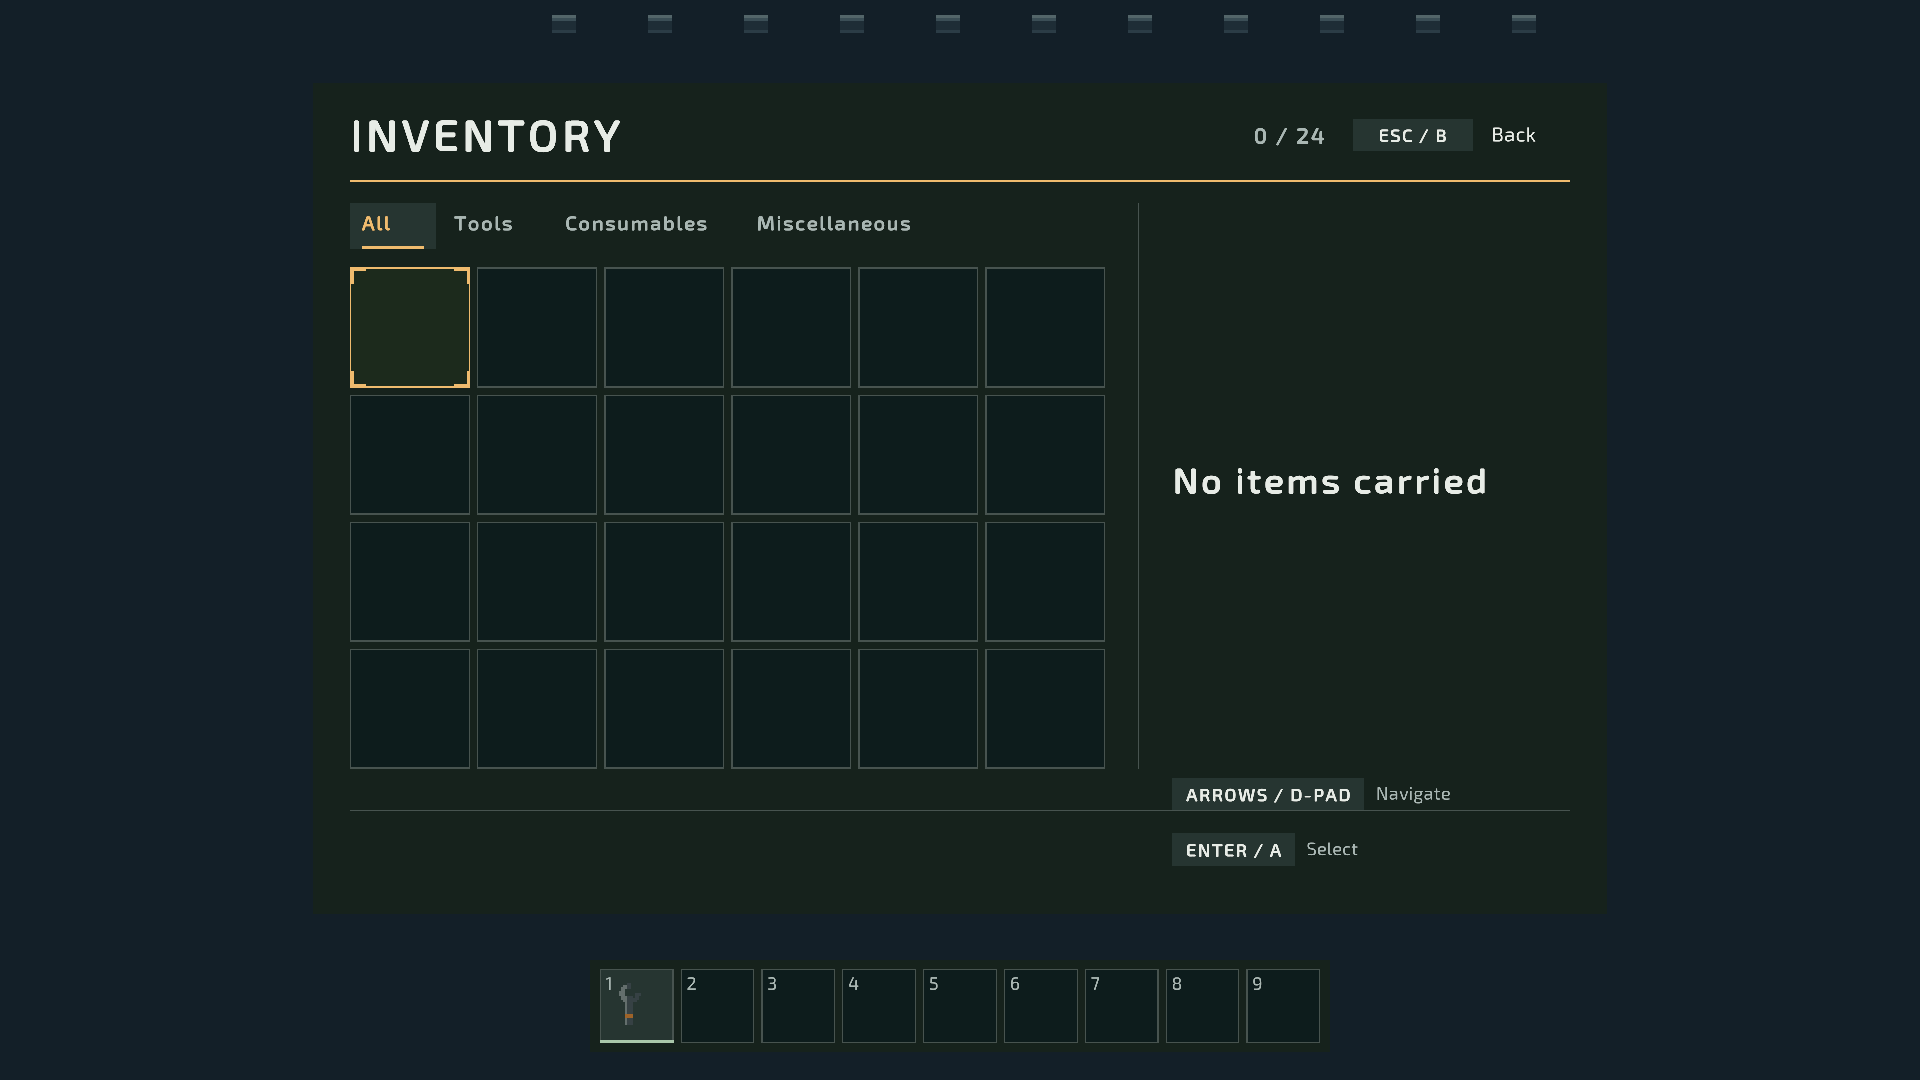 INVENTORY
0 / 24
ESC / B
Back
All
Tools
Consumables
Miscellaneous
No items carried
ARROWS / D-PAD
Navigate
ENTER / A
Select
1
2
3
4
5
6
7
8
9